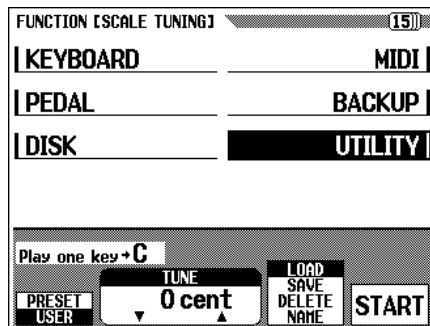 FUNCTION [SCALE TUNING] 15
KEYBOARD MIDI
PEDAL BACKUP
DISK UTILITY
Play one key→C
TUNE
0 cent
▼ ▲
PRESET
USER
LOAD
SAVE
DELETE
NAME
START